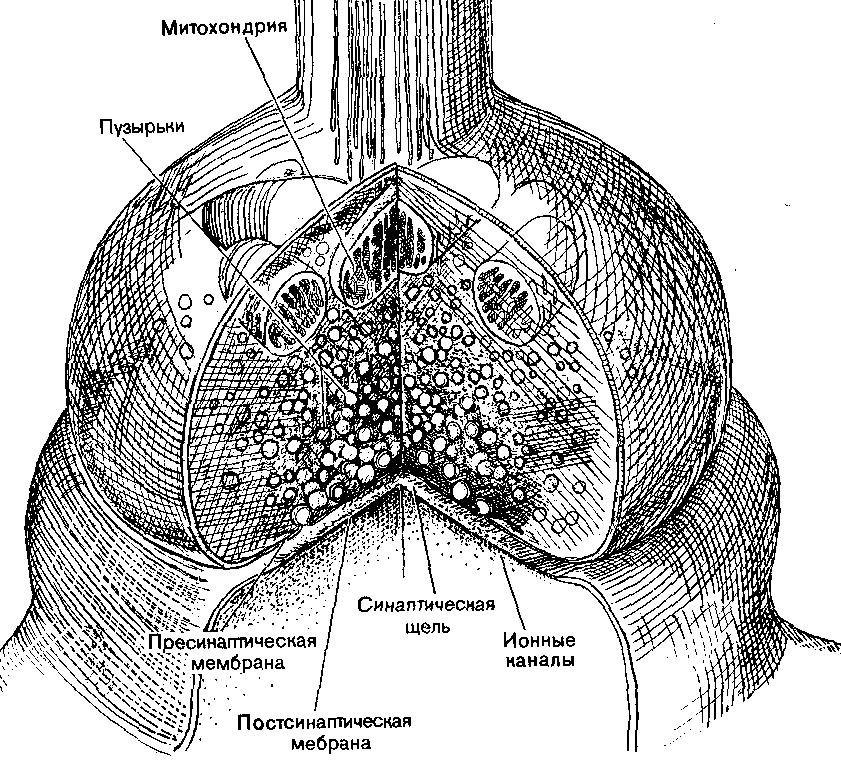 Митохондрия
Пузырьки
Синаптическая
щель
Пресинаптическая
мембрана
Ионные
каналы
Постсинаптическая
мебрана